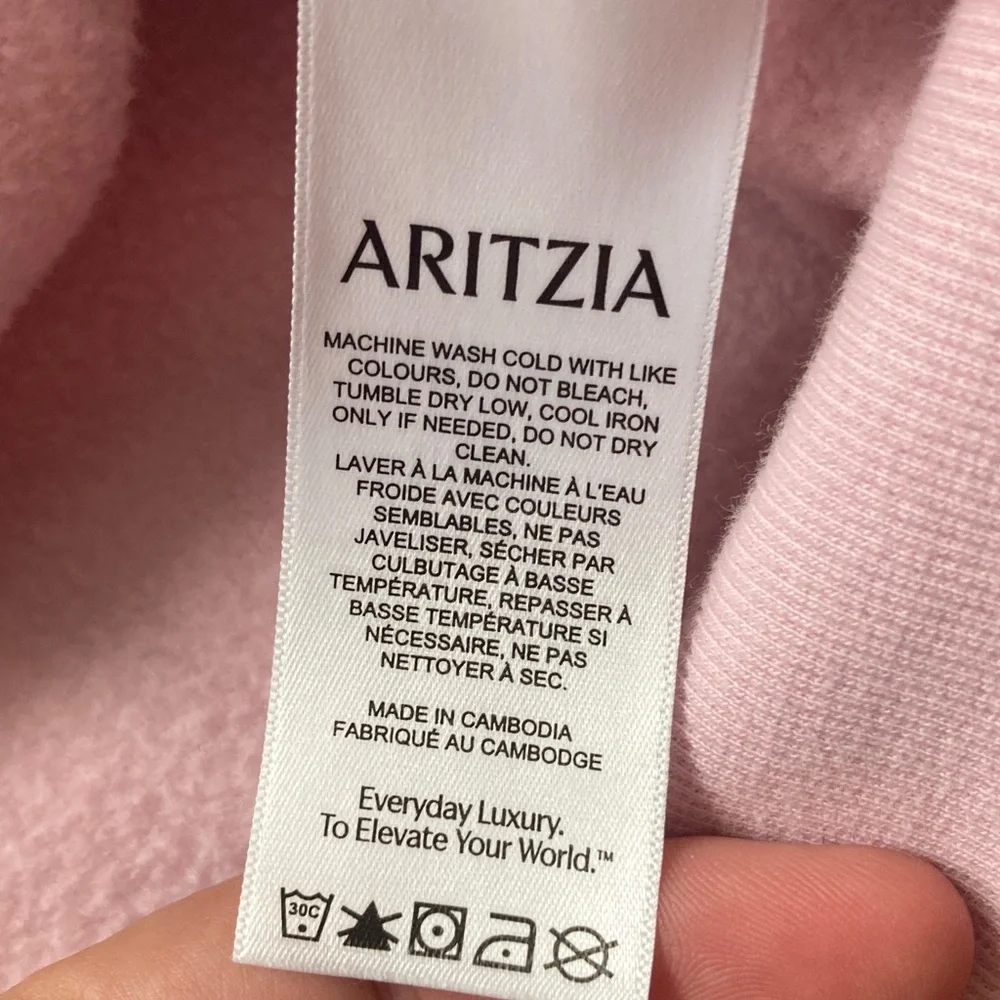 ARITZIA
MACHINE WASH COLD WITH LIKE
COLOURS, DO NOT BLEACH,
TUMBLE DRY LOW, COOL IRON
ONLY IF NEEDED, DO NOT DRY
CLEAN.
LAVER À LA MACHINE À L'EAU
FROIDE AVEC COULEURS
SEMBLABLES, NE PAS
JAVELISER, SÉCHER PAR
CULBUTAGE À BASSE
TEMPÉRATURE, REPASSER À
BASSE TEMPÉRATURE SI
NÉCESSAIRE, NE PAS
NETTOYER À SEC.
MADE IN CAMBODIA
FABRIQUÉ AU CAMBODGE
Everyday Luxury.
To Elevate Your World.™
30C